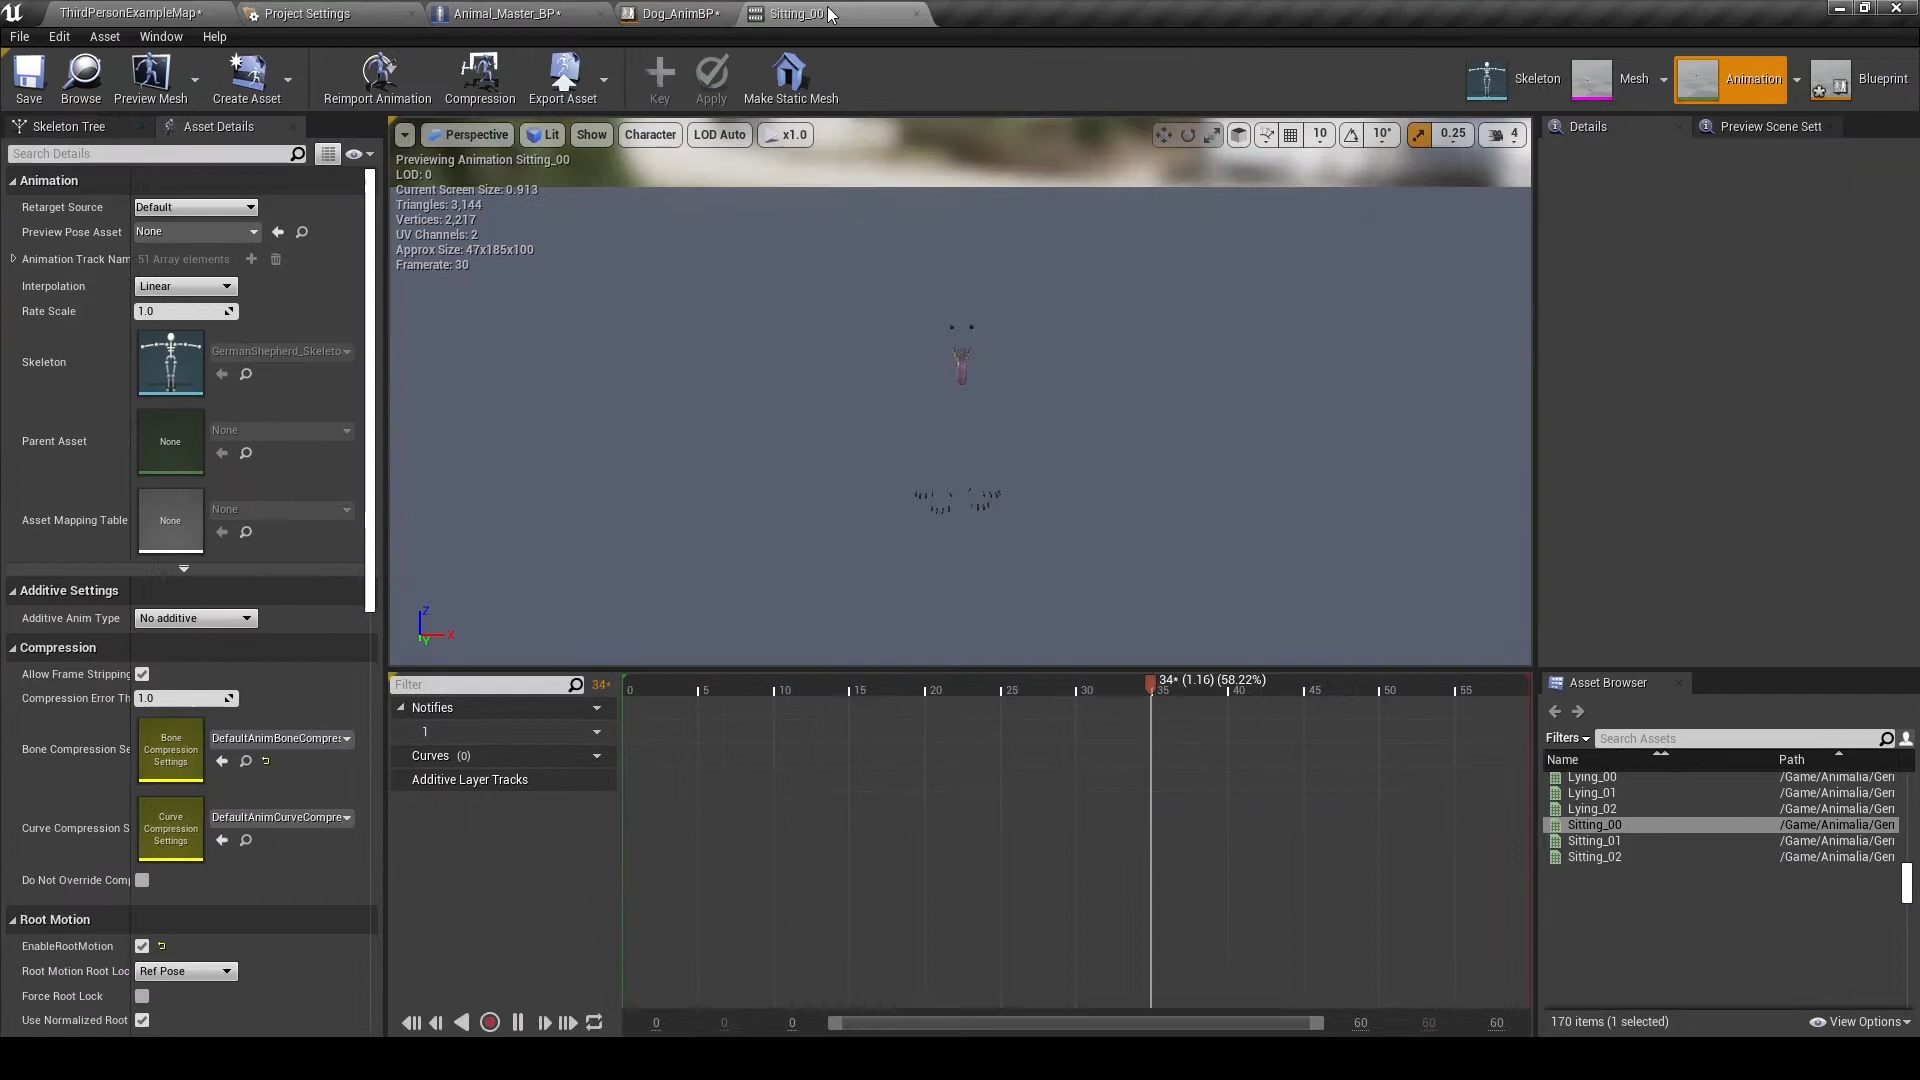 ThirdPersonExampleMap*
Project Settings
Animal_Master_BP*
Dog_AnimBP*
Sitting_00
File Edit Asset Window Help
Save
Browse
Preview Mesh
Create Asset
Reimport Animation
Compression
Export Asset
Key
Apply
Make Static Mesh
Skeleton
Mesh
Animation
Blueprint
Skeleton Tree
Asset Details
Search Details
Animation
Retarget Source Default
Preview Pose Asset None
Animation Track Nam 51 Array elements
Interpolation Linear
Rate Scale 1.0
Skeleton GermanShepherd_Skeleto
Parent Asset None None
Asset Mapping Table None None
Additive Settings
Additive Anim Type No additive
Compression
Allow Frame Stripping
Compression Error Th 1.0
Bone Compression Se
Bone
Compression
Settings
DefaultAnimBoneCompres
Curve Compression S
Curve
Compression
Settings
DefaultAnimCurveCompre
Do Not Override Comp
Root Motion
EnableRootMotion
Root Motion Root Loc Ref Pose
Force Root Lock
Use Normalized Root
Perspective Lit Show Character LOD Auto x1.0
10 10° 0.25 4
Previewing Animation Sitting_00
LOD: 0
Current Screen Size: 0.913
Triangles: 3,144
Vertices: 2,217
UV Channels: 2
Approx Size: 47x185x100
Framerate: 30
Z
X
Y
Filter 34*
0 5 10 15 20 25 30 35 40 45 50 55
34* (1.16) (58.22%)
Notifies
1
Curves (0)
Additive Layer Tracks
0 0 0 60 60 60
Details
Preview Scene Sett
Asset Browser
Filters Search Assets
Name Path
Lying_00 /Game/Animalia/Geri
Lying_01 /Game/Animalia/Geri
Lying_02 /Game/Animalia/Geri
Sitting_00 /Game/Animalia/Geri
Sitting_01 /Game/Animalia/Geri
Sitting_02 /Game/Animalia/Geri
170 items (1 selected)
View Options